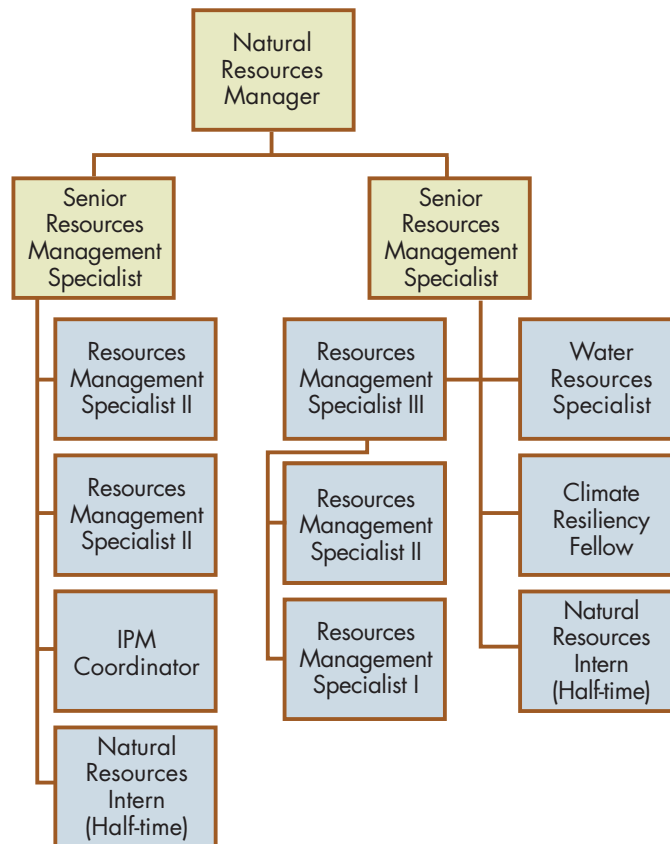 Natural
Resources
Manager
Senior
Resources
Management
Specialist
Resources
Management
Specialist II
Resources
Management
Specialist II
IPM
Coordinator
Natural
Resources
Intern
(Half-time)
Senior
Resources
Management
Specialist
Resources
Management
Specialist III
Resources
Management
Specialist II
Resources
Management
Specialist I
Water
Resources
Specialist
Climate
Resiliency
Fellow
Natural
Resources
Intern
(Half-time)